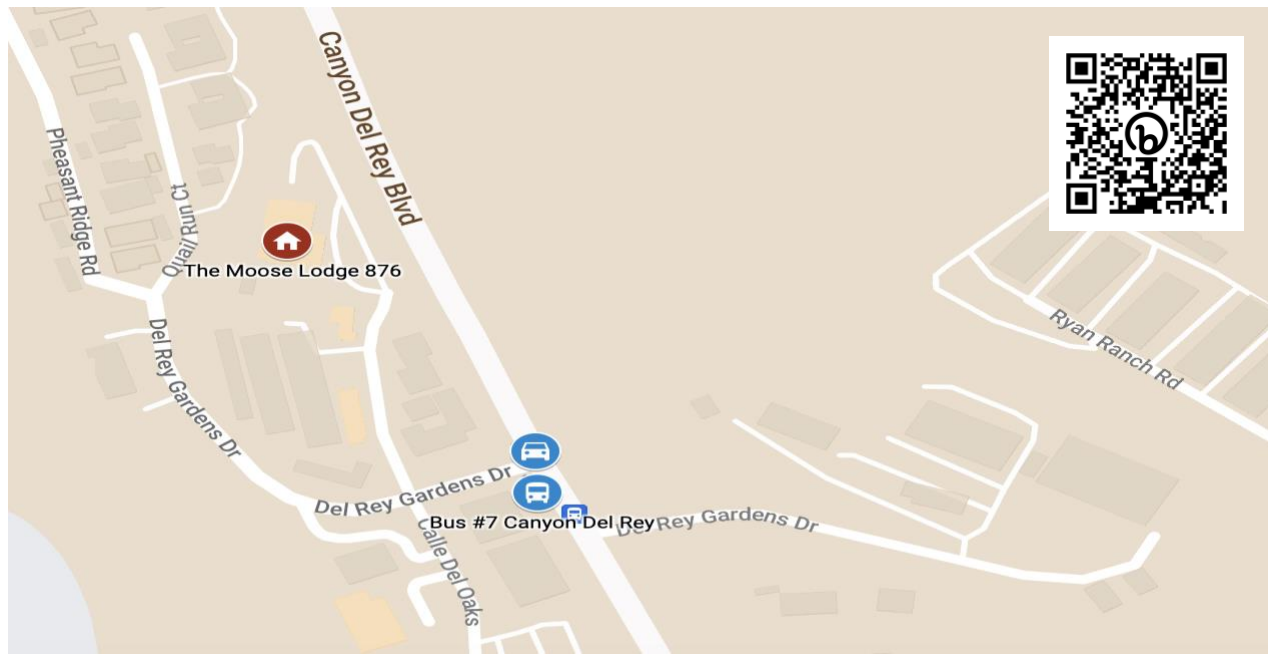 Canyon Del Rey Blvd
Pheasant Ridge Rd
Quail Run Ct
The Moose Lodge 876
Ryan Ranch Rd
Del Rey Gardens Dr
Del Rey Gardens Dr
Bus #7 Canyon Del Rey
Del Rey Gardens Dr
Calle Del Oaks
b